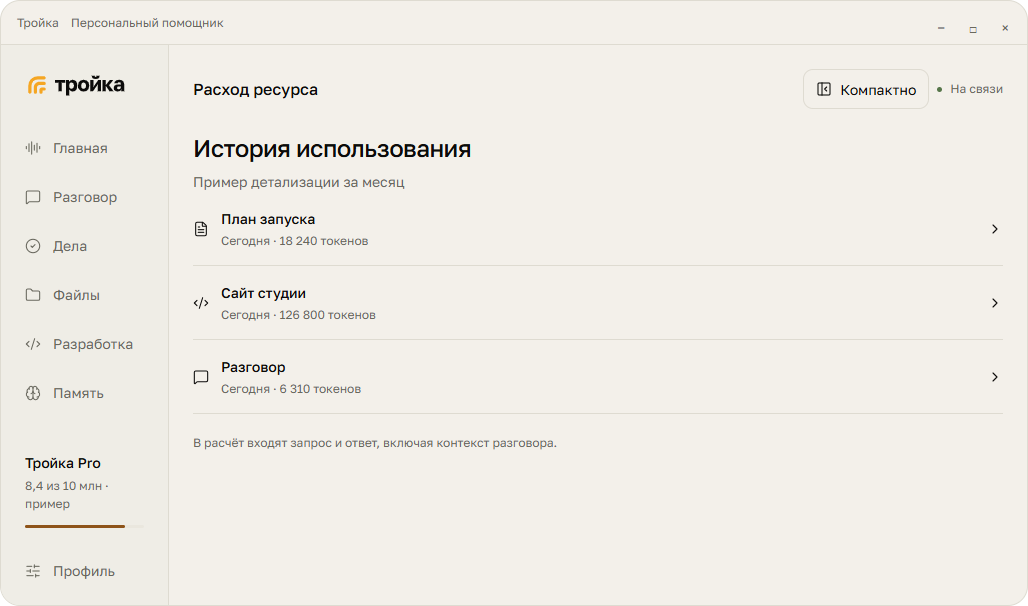 Тройка Персональный помощник
тройка
Главная
Разговор
Дела
Файлы
Разработка
Память
Тройка Pro
8,4 из 10 млн ·
пример
Профиль
Расход ресурса
Компактно
На связи
История использования
Пример детализации за месяц
План запуска
Сегодня · 18 240 токенов
Сайт студии
Сегодня · 126 800 токенов
Разговор
Сегодня · 6 310 токенов
В расчёт входят запрос и ответ, включая контекст разговора.